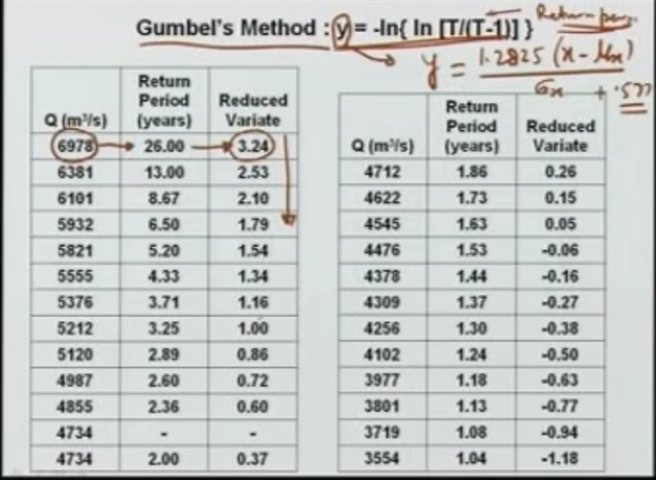 Gumbel's Method : y = -ln{ ln [T/(T-1)] }
Return
y = 1.2825 (x - μx)
σx + .577
Q (m³/s) Return Period (years) Reduced Variate
6978 26.00 3.24
6381 13.00 2.53
6101 8.67 2.10
5932 6.50 1.79
5821 5.20 1.54
5555 4.33 1.34
5376 3.71 1.16
5212 3.25 1.00
5120 2.89 0.86
4987 2.60 0.72
4855 2.36 0.60
4734 - -
4734 2.00 0.37
Q (m³/s) Return Period (years) Reduced Variate
4712 1.86 0.26
4622 1.73 0.15
4545 1.63 0.05
4476 1.53 -0.06
4378 1.44 -0.16
4309 1.37 -0.27
4256 1.30 -0.38
4102 1.24 -0.50
3977 1.18 -0.63
3801 1.13 -0.77
3719 1.08 -0.94
3554 1.04 -1.18